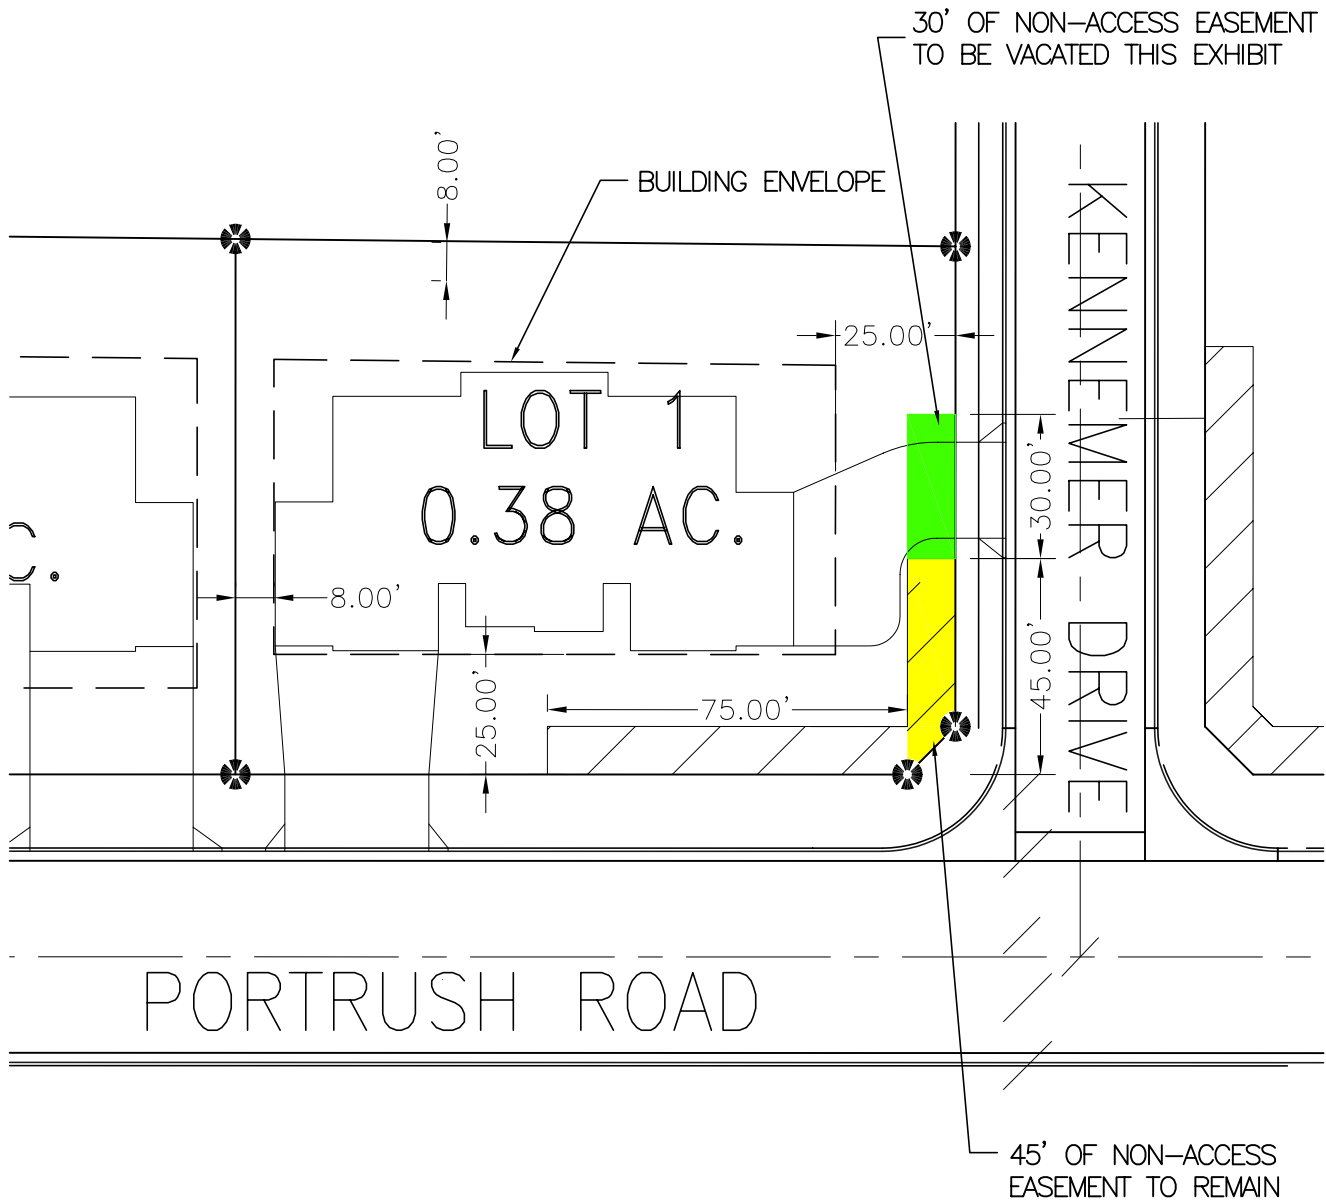 30' OF NON-ACCESS EASEMENT
TO BE VACATED THIS EXHIBIT
8.00'
BUILDING ENVELOPE
25.00'
KENNEMER DRIVE
LOT 1
0.38 AC.
C.
30.00'
8.00'
45.00'
25.00'
75.00'
PORTRUSH ROAD
45' OF NON-ACCESS
EASEMENT TO REMAIN